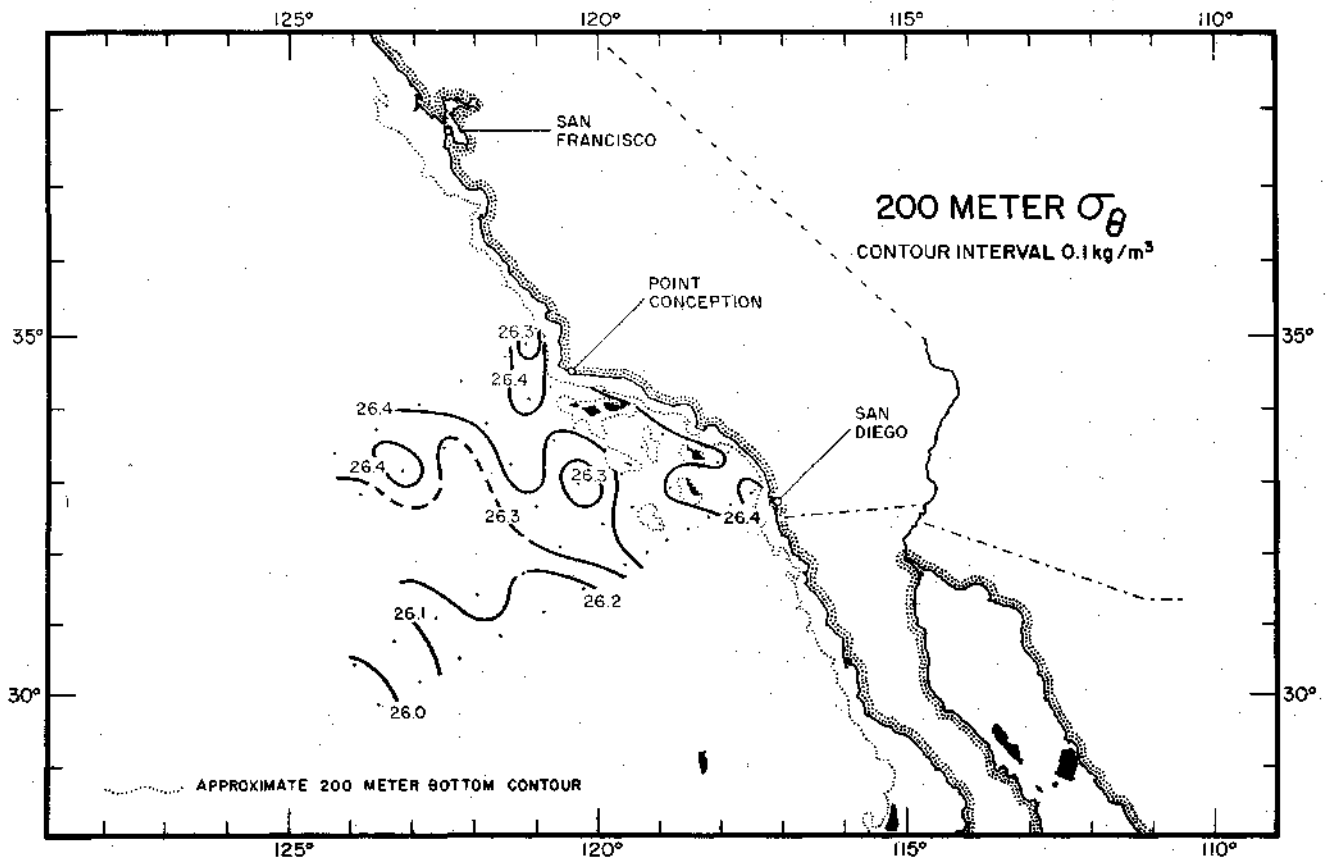 125°
120°
115°
110°
SAN
FRANCISCO
200 METER σθ
CONTOUR INTERVAL 0.1 kg/m³
POINT
CONCEPTION
35°
26.3
35°
26.4
26.4
SAN
DIEGO
26.4
26.3
26.3
26.4
26.2
26.1
30°
30°
26.0
APPROXIMATE 200 METER BOTTOM CONTOUR
125°
120°
115°
110°